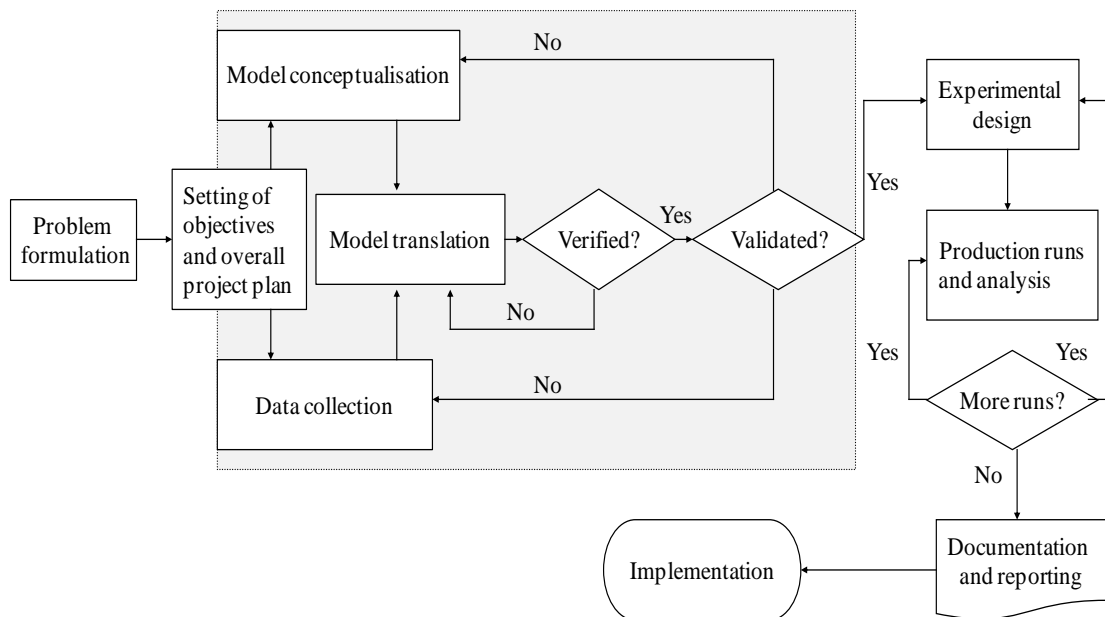 No
Model conceptualisation
Experimental
design
Yes
Setting of
objectives
and overall
project plan
Problem
formulation
Model translation
Verified?
Yes
Validated?
Production runs
and analysis
No
Yes
Yes
No
Data collection
More runs?
No
Documentation
and reporting
Implementation